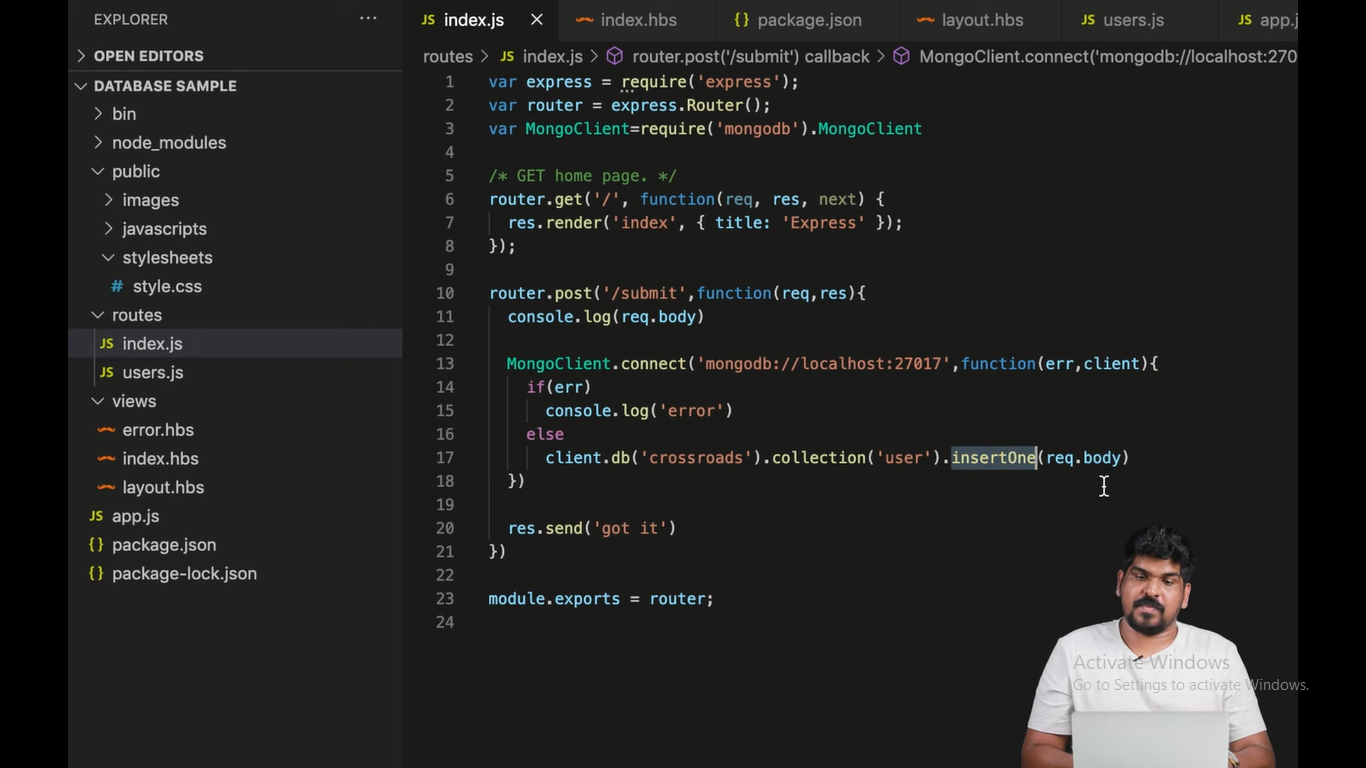 EXPLORER ...
JS index.js × index.hbs {} package.json layout.hbs JS users.js JS app.j
OPEN EDITORS
routes > JS index.js > router.post('/submit') callback > MongoClient.connect('mongodb://localhost:270
DATABASE SAMPLE
bin
node_modules
public
images
javascripts
stylesheets
# style.css
routes
JS index.js
JS users.js
views
error.hbs
index.hbs
layout.hbs
JS app.js
{} package.json
{} package-lock.json
1 var express = require('express');
2 var router = express.Router();
3 var MongoClient=require('mongodb').MongoClient
4
5 /* GET home page. */
6 router.get('/', function(req, res, next) {
7 res.render('index', { title: 'Express' });
8 });
9
10 router.post('/submit',function(req,res){
11 console.log(req.body)
12
13 MongoClient.connect('mongodb://localhost:27017',function(err,client){
14 if(err)
15 console.log('error')
16 else
17 client.db('crossroads').collection('user').insertOne(req.body)
18 })
19
20 res.send('got it')
21 })
22
23 module.exports = router;
24
Activate Windows
Go to Settings to activate Windows.